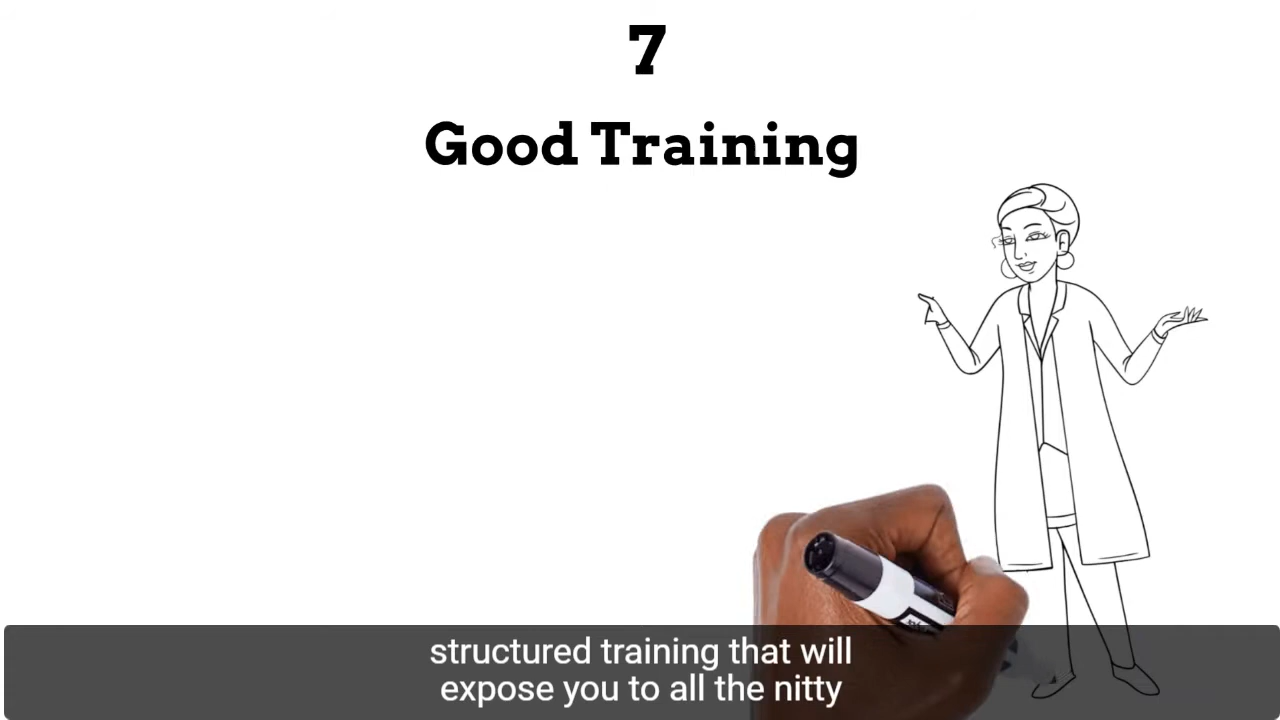 7
Good Training
structured training that will
expose you to all the nitty